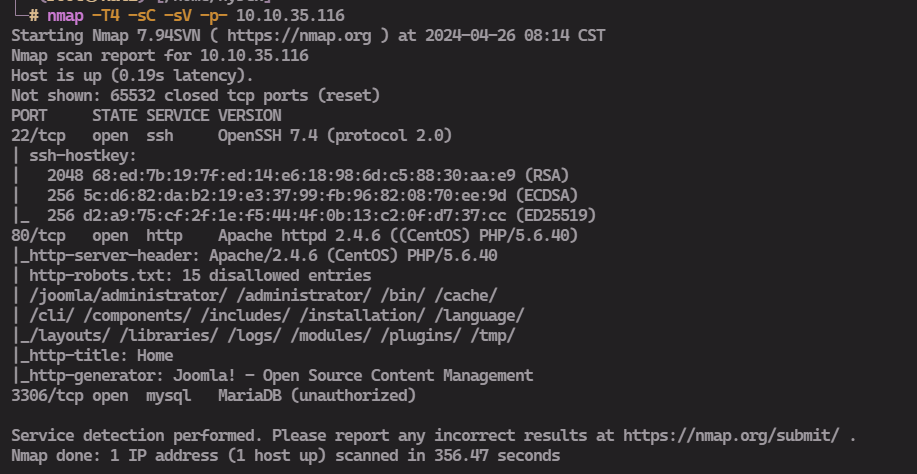 # nmap -T4 -sC -sV -p- 10.10.35.116
Starting Nmap 7.94SVN ( https://nmap.org ) at 2024-04-26 08:14 CST
Nmap scan report for 10.10.35.116
Host is up (0.19s latency).
Not shown: 65532 closed tcp ports (reset)
PORT     STATE SERVICE VERSION
22/tcp   open  ssh     OpenSSH 7.4 (protocol 2.0)
| ssh-hostkey:
|   2048 68:ed:7b:19:7f:ed:14:e6:18:98:6d:c5:88:30:aa:e9 (RSA)
|   256 5c:d6:82:da:b2:19:e3:37:99:fb:96:82:08:70:ee:9d (ECDSA)
|_  256 d2:a9:75:cf:2f:1e:f5:44:4f:0b:13:c2:0f:d7:37:cc (ED25519)
80/tcp   open  http    Apache httpd 2.4.6 ((CentOS) PHP/5.6.40)
|_http-server-header: Apache/2.4.6 (CentOS) PHP/5.6.40
| http-robots.txt: 15 disallowed entries
| /joomla/administrator/ /administrator/ /bin/ /cache/
| /cli/ /components/ /includes/ /installation/ /language/
|_/layouts/ /libraries/ /logs/ /modules/ /plugins/ /tmp/
|_http-title: Home
|_http-generator: Joomla! - Open Source Content Management
3306/tcp open  mysql   MariaDB (unauthorized)
Service detection performed. Please report any incorrect results at https://nmap.org/submit/ .
Nmap done: 1 IP address (1 host up) scanned in 356.47 seconds